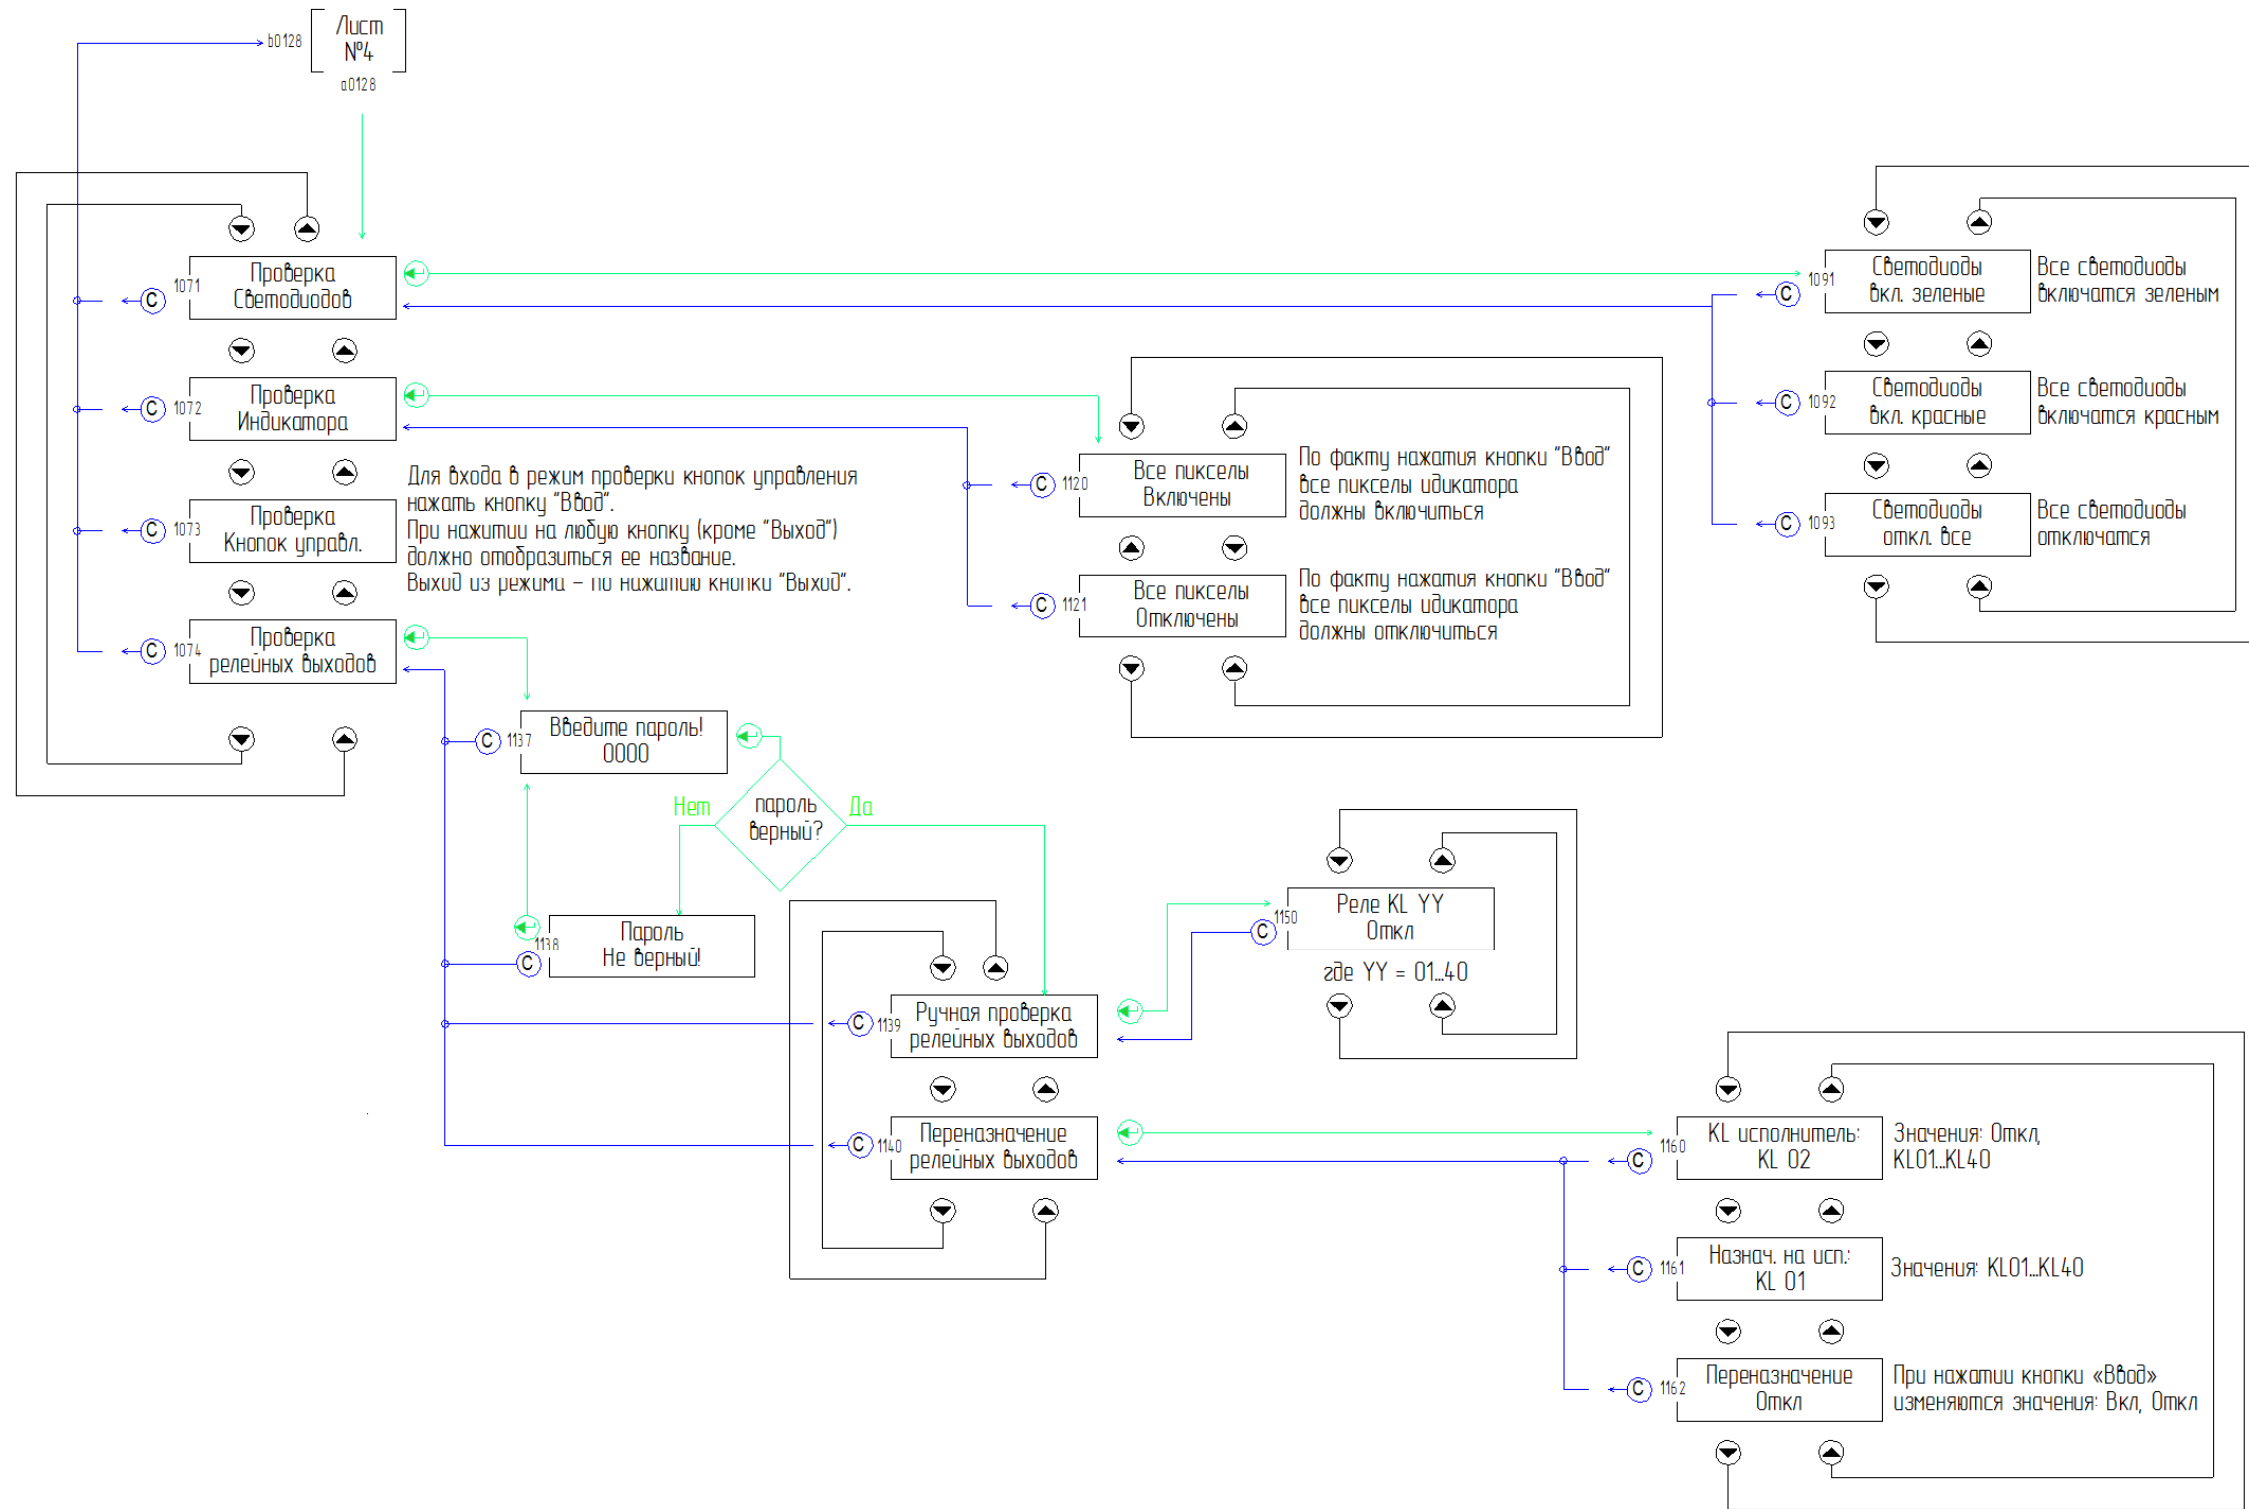 Лист
№4
b0128
a0128
1071
Проверка
Светодиодов
1072
Проверка
Индикатора
1073
Проверка
Кнопок управл.
1074
Проверка
релейных выходов
Для входа в режим проверки кнопок управления
нажать кнопку "Ввод".
При нажитии на любую кнопку (кроме "Выход")
должно отобразиться ее название.
Выход из режима – по нажатию кнопки "Выход".
C
C
C
C
1091
Светодиоды
вкл. зеленые
Все светодиоды
включатся зеленым
1092
Светодиоды
вкл. красные
Все светодиоды
включатся красным
1093
Светодиоды
откл. все
Все светодиоды
отключатся
C
C
C
1120
Все пикселы
Включены
По факту нажатия кнопки "Ввод"
все пикселы идикатора
должны включиться
1121
Все пикселы
Отключены
По факту нажатия кнопки "Ввод"
все пикселы идикатора
должны отключиться
C
C
C
1137
Введите пароль!
0000
Нет
пароль
верный?
Да
C
1138
Пароль
Не верный!
C
1139
Ручная проверка
релейных выходов
C
1140
Переназначение
релейных выходов
C
1150
Реле KL YY
Откл
где YY = 01...40
C
1160
KL исполнитель:
KL 02
Значения: Откл,
KL01...KL40
C
1161
Назнач. на исп.:
KL 01
Значения: KL01...KL40
C
1162
Переназначение
Откл
При нажатии кнопки «Ввод»
изменяются значения: Вкл, Откл